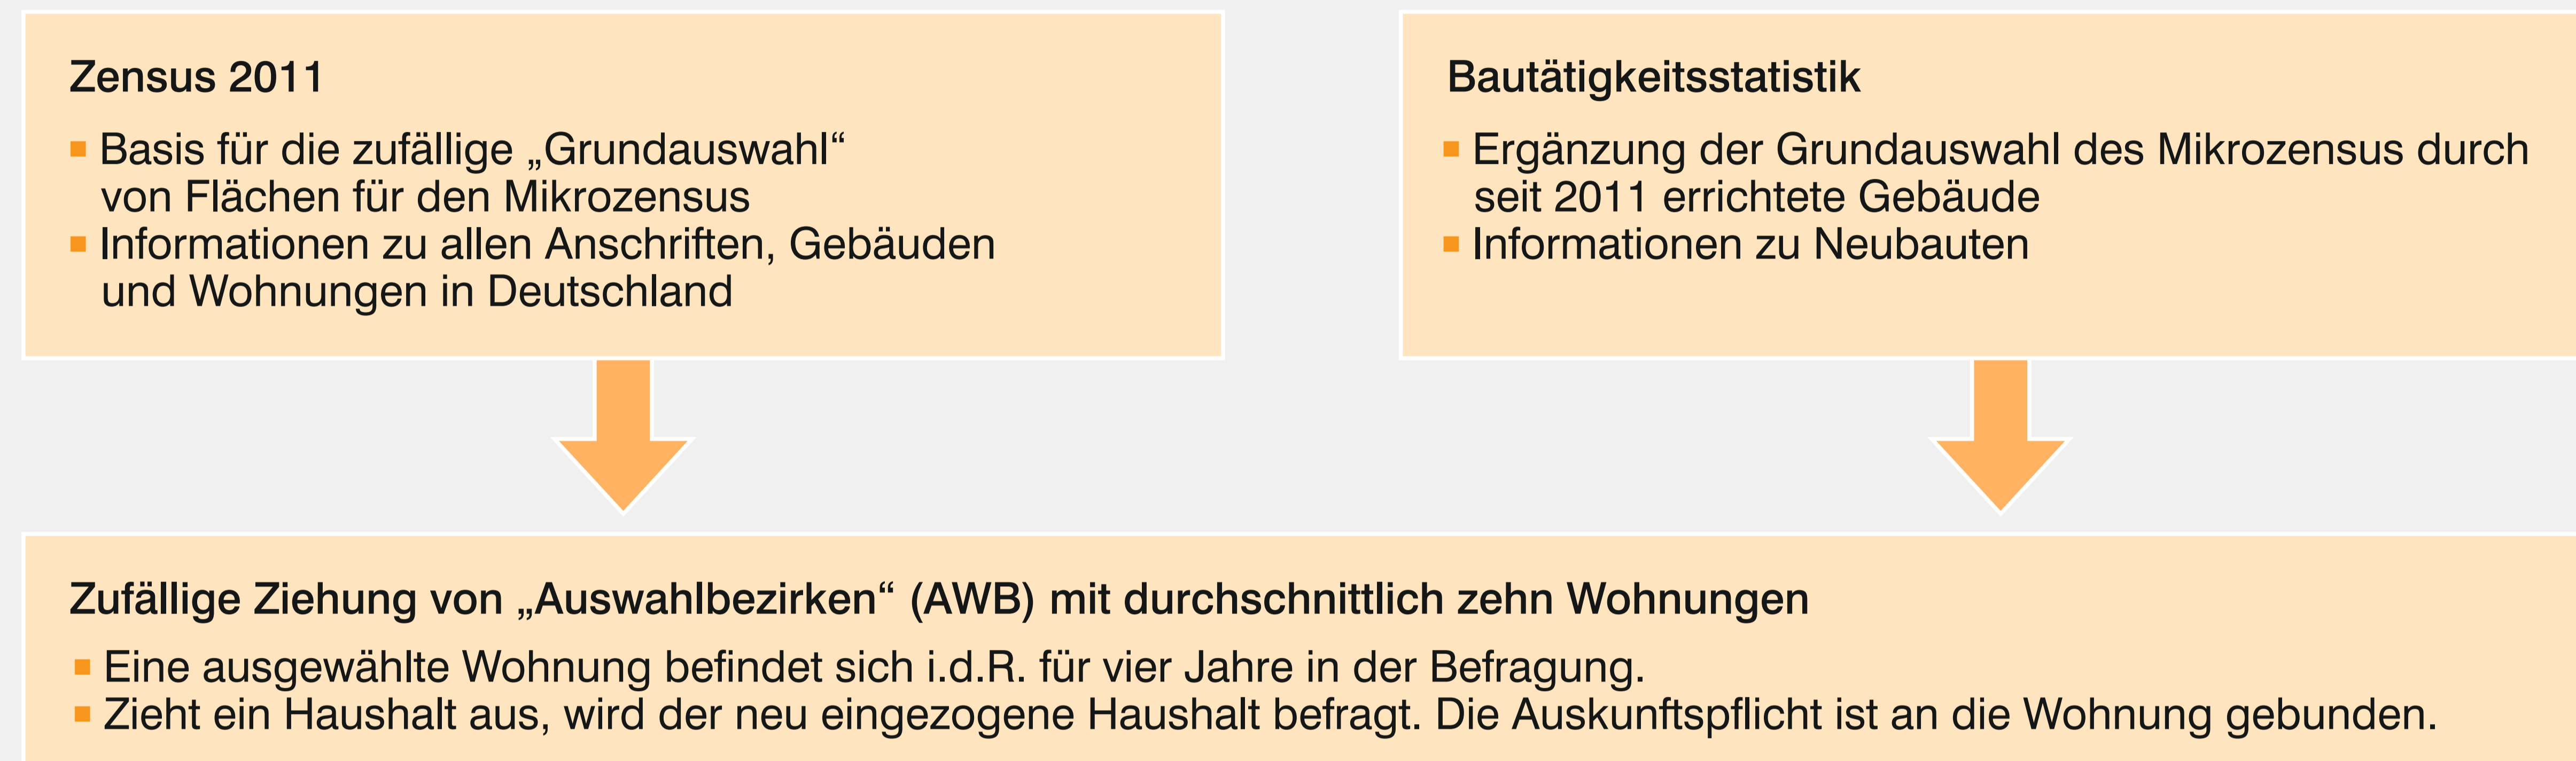 Zensus 2011
▪ Basis für die zufällige „Grundauswahl“
von Flächen für den Mikrozensus
▪ Informationen zu allen Anschriften, Gebäuden
und Wohnungen in Deutschland
Bautätigkeitsstatistik
▪ Ergänzung der Grundauswahl des Mikrozensus durch
seit 2011 errichtete Gebäude
▪ Informationen zu Neubauten
Zufällige Ziehung von „Auswahlbezirken“ (AWB) mit durchschnittlich zehn Wohnungen
▪ Eine ausgewählte Wohnung befindet sich i.d.R. für vier Jahre in der Befragung.
▪ Zieht ein Haushalt aus, wird der neu eingezogene Haushalt befragt. Die Auskunftspflicht ist an die Wohnung gebunden.